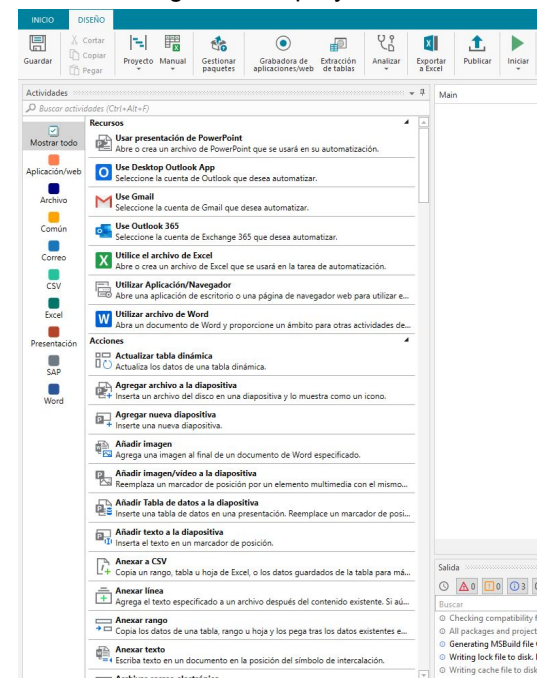 INICIO DISEÑO
Guardar
Cortar
Copiar
Pegar
Proyecto
Manual
Gestionar paquetes
Grabadora de aplicaciones/web
Extracción de tablas
Analizar
Exportar a Excel
Publicar
Iniciar
Actividades
Buscar actividades (Ctrl+Alt+F)
Mostrar todo
Aplicación/web
Archivo
Común
Correo
CSV
Excel
Presentación
SAP
Word
Recursos
Usar presentación de PowerPoint
Abre o crea un archivo de PowerPoint que se usará en su automatización.
Use Desktop Outlook App
Seleccione la cuenta de Outlook que desea automatizar.
Use Gmail
Seleccione la cuenta de Gmail que desea automatizar.
Use Outlook 365
Seleccione la cuenta de Exchange 365 que desea automatizar.
Utilice el archivo de Excel
Abre o crea un archivo de Excel que se usará en la tarea de automatización.
Utilizar Aplicación/Navegador
Abre una aplicación de escritorio o una página de navegador web para utilizar e...
Utilizar archivo de Word
Abra un documento de Word y proporcione un ámbito para otras actividades de...
Acciones
Actualizar tabla dinámica
Actualiza los datos de una tabla dinámica.
Agregar archivo a la diapositiva
Inserta un archivo del disco en una diapositiva y lo muestra como un icono.
Agregar nueva diapositiva
Inserte una nueva diapositiva.
Añadir imagen
Agrega una imagen al final de un documento de Word especificado.
Añadir imagen/vídeo a la diapositiva
Reemplaza un marcador de posición por un elemento multimedia con el mismo...
Añadir Tabla de datos a la diapositiva
Inserte una tabla de datos en una presentación. Reemplace un marcador de posi...
Añadir texto a la diapositiva
Inserta el texto en un marcador de posición.
Anexar a CSV
Copia un rango, tabla u hoja de Excel, o los datos guardados de la tabla para má...
Anexar línea
Agrega el texto especificado a un archivo después del contenido existente. Si aú...
Anexar rango
Copia los datos de una tabla, rango u hoja y los pega tras los datos existentes e...
Anexar texto
Escriba texto en un documento en la posición del símbolo de intercalación.
Main
Salida
0 0 3
Buscar
Checking compatibility f
All packages and project
Generating MSBuild file
Writing lock file to disk.
Writing cache file to disk